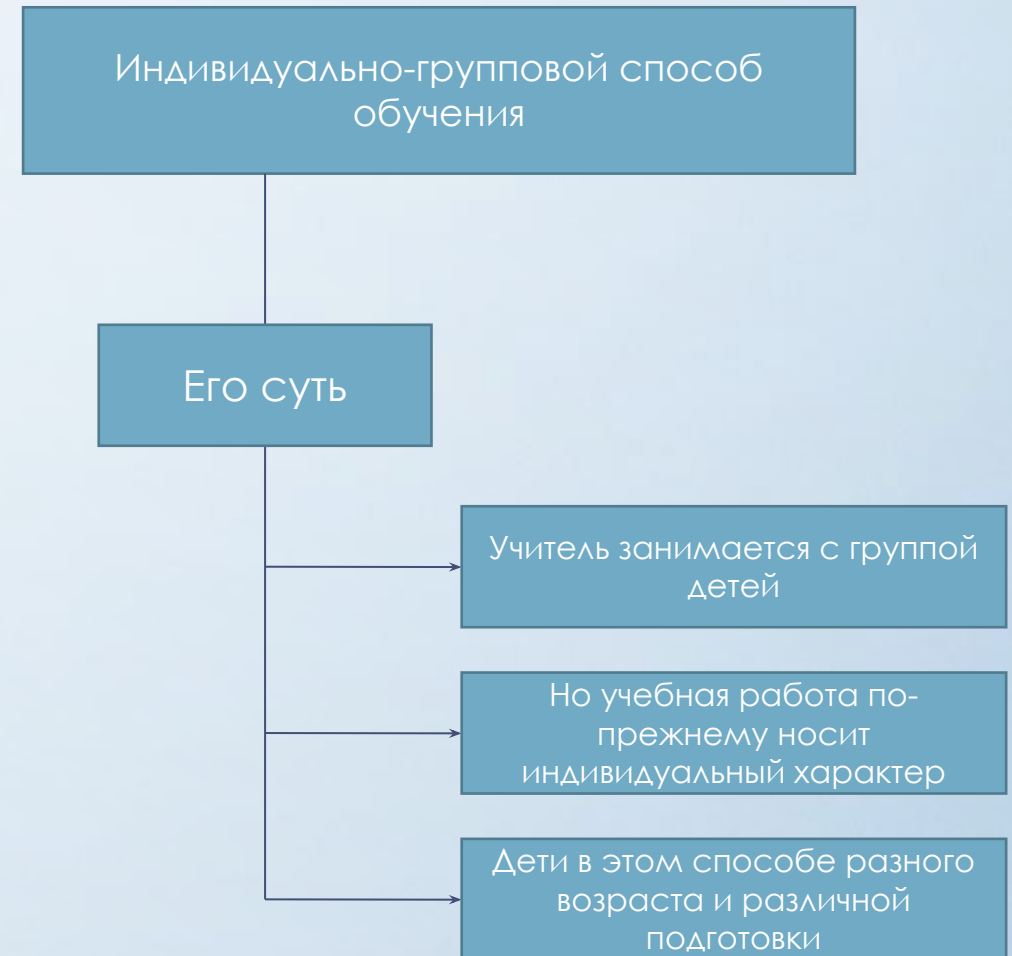 Индивидуально-групповой способ
обучения
Его суть
Учитель занимается с группой
детей
Но учебная работа по-
прежнему носит
индивидуальный характер
Дети в этом способе разного
возраста и различной
подготовки